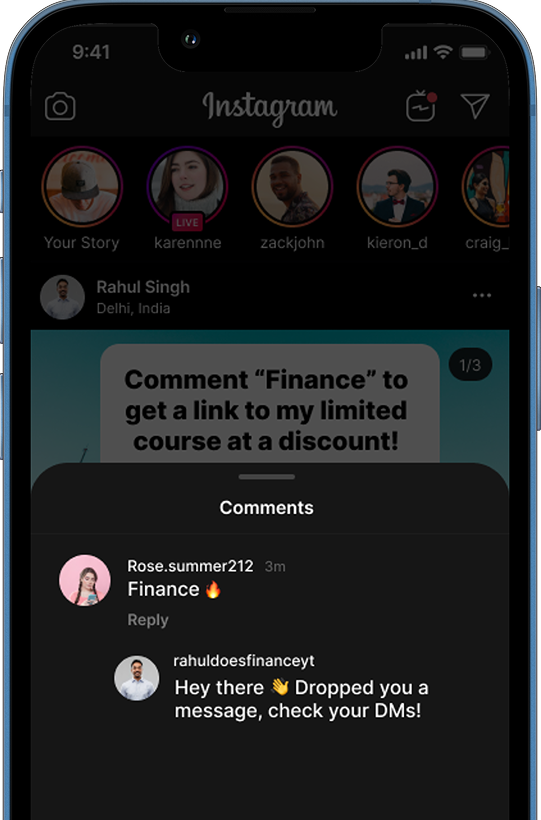 9:41
Instagram
LIVE
Your Story
karennne
zackjohn
kieron_d
craig_
Rahul Singh
Delhi, India
1/3
Comment “Finance” to
get a link to my limited
course at a discount!
Comments
Rose.summer212 3m
Finance 🔥
Reply
rahuldoesfinanceyt
Hey there 👋 Dropped you a
message, check your DMs!